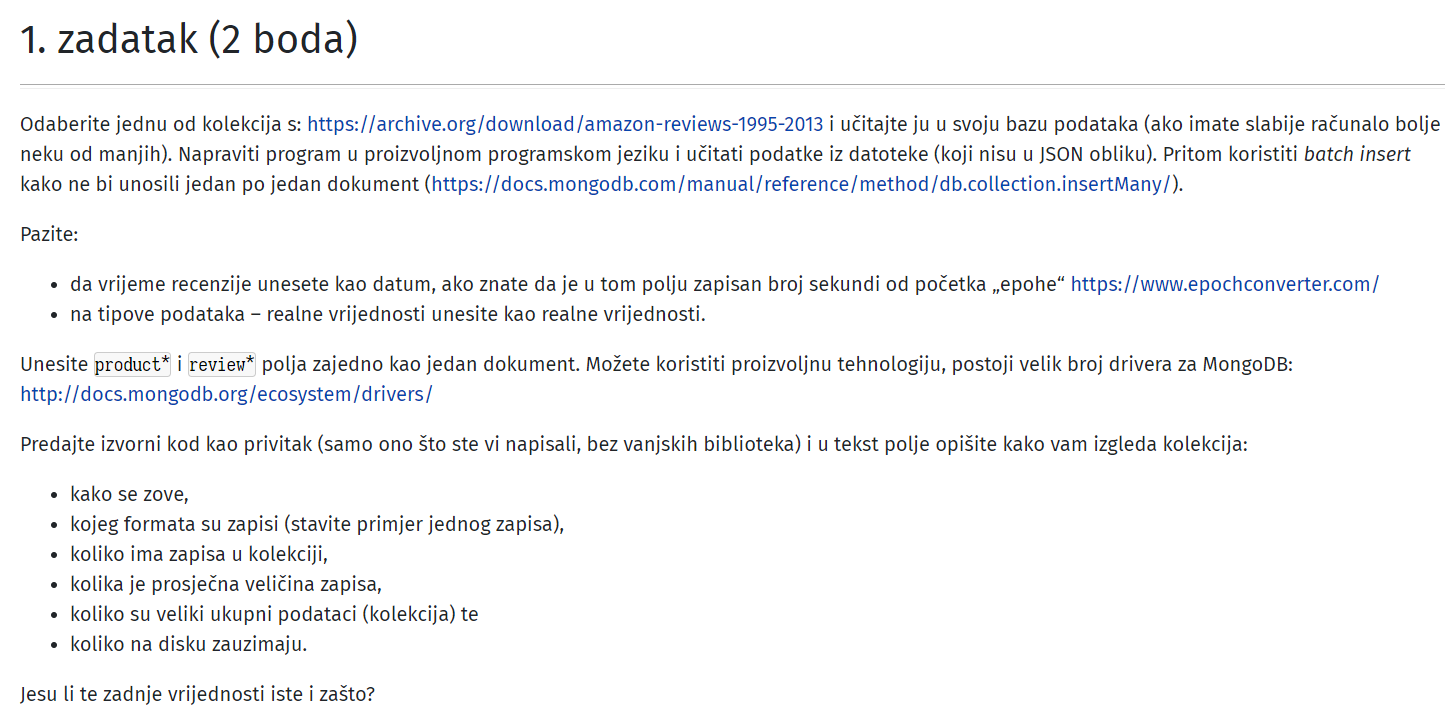 1. zadatak (2 boda)
Odaberite jednu od kolekcija s: https://archive.org/download/amazon-reviews-1995-2013 i učitajte ju u svoju bazu podataka (ako imate slabije računalo bolje
neku od manjih). Napraviti program u proizvoljnom programskom jeziku i učitati podatke iz datoteke (koji nisu u JSON obliku). Pritom koristiti batch insert
kako ne bi unosili jedan po jedan dokument (https://docs.mongodb.com/manual/reference/method/db.collection.insertMany/).
Pazite:
• da vrijeme recenzije unesete kao datum, ako znate da je u tom polju zapisan broj sekundi od početka „epohe“ https://www.epochconverter.com/
• na tipove podataka – realne vrijednosti unesite kao realne vrijednosti.
Unesite product* i review* polja zajedno kao jedan dokument. Možete koristiti proizvoljnu tehnologiju, postoji velik broj drivera za MongoDB:
http://docs.mongodb.org/ecosystem/drivers/
Predajte izvorni kod kao privitak (samo ono što ste vi napisali, bez vanjskih biblioteka) i u tekst polje opišite kako vam izgleda kolekcija:
• kako se zove,
• kojeg formata su zapisi (stavite primjer jednog zapisa),
• koliko ima zapisa u kolekciji,
• kolika je prosječna veličina zapisa,
• koliko su veliki ukupni podataci (kolekcija) te
• koliko na disku zauzimaju.
Jesu li te zadnje vrijednosti iste i zašto?